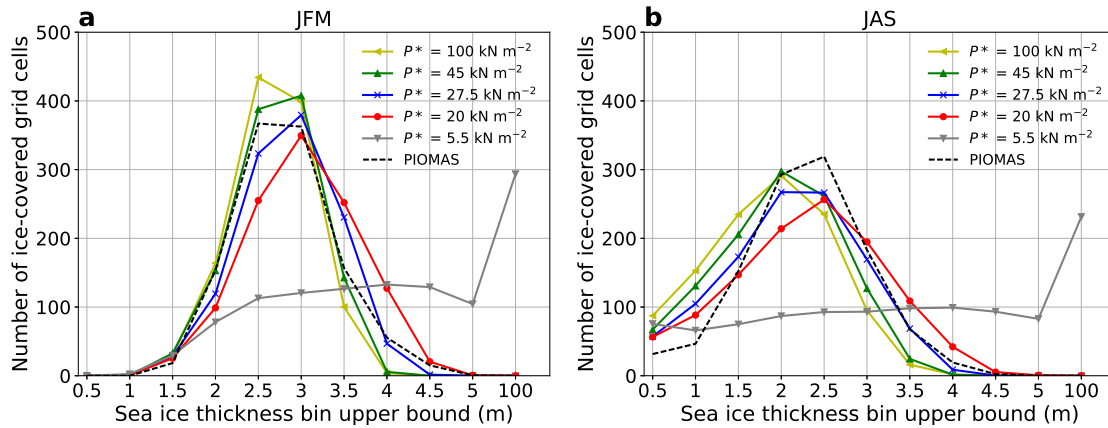 a
JFM
500
400
300
200
100
0
Number of ice-covered grid cells
P* = 100 kN m⁻²
P* = 45 kN m⁻²
P* = 27.5 kN m⁻²
P* = 20 kN m⁻²
P* = 5.5 kN m⁻²
PIOMAS
0.5 1 1.5 2 2.5 3 3.5 4 4.5 5 100
Sea ice thickness bin upper bound (m)
b
JAS
500
400
300
200
100
0
Number of ice-covered grid cells
P* = 100 kN m⁻²
P* = 45 kN m⁻²
P* = 27.5 kN m⁻²
P* = 20 kN m⁻²
P* = 5.5 kN m⁻²
PIOMAS
0.5 1 1.5 2 2.5 3 3.5 4 4.5 5 100
Sea ice thickness bin upper bound (m)